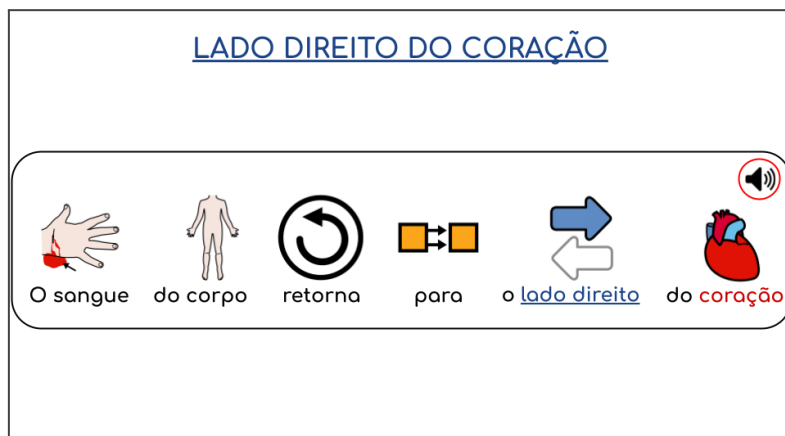 LADO DIREITO DO CORAÇÃO
O sangue do corpo retorna para o lado direito do coração